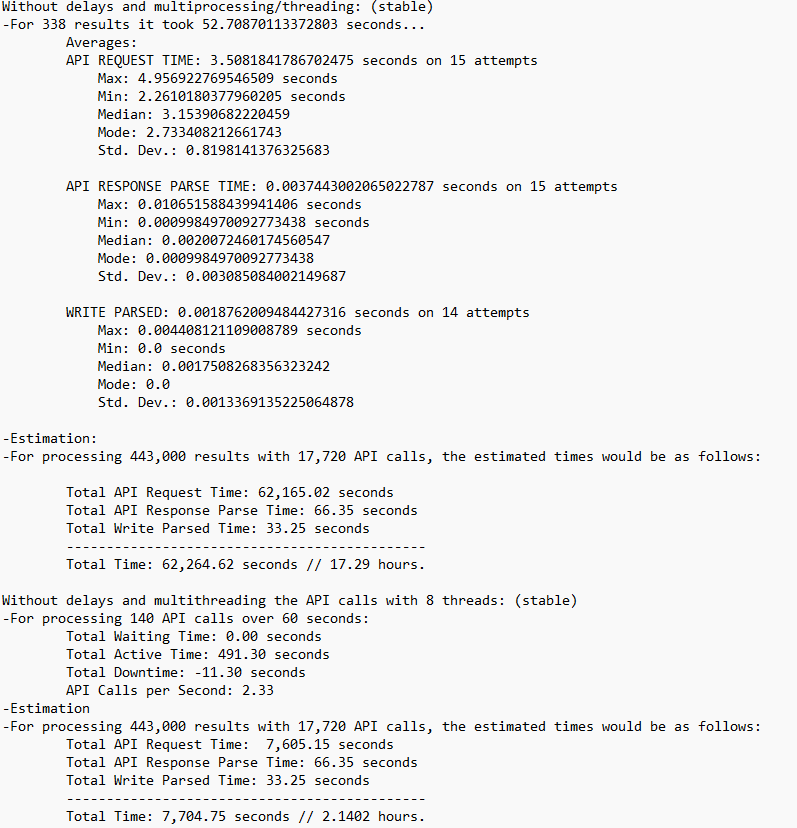 Without delays and multiprocessing/threading: (stable)
-For 338 results it took 52.70870113372803 seconds...
Averages:
API REQUEST TIME: 3.5081841786702475 seconds on 15 attempts
Max: 4.956922769546509 seconds
Min: 2.2610180377960205 seconds
Median: 3.15390682220459
Mode: 2.733408212661743
Std. Dev.: 0.8198141376325683
API RESPONSE PARSE TIME: 0.0037443002065022787 seconds on 15 attempts
Max: 0.010651588439941406 seconds
Min: 0.0009984970092773438 seconds
Median: 0.0020072460174560547
Mode: 0.0009984970092773438
Std. Dev.: 0.003085084002149687
WRITE PARSED: 0.0018762009484427316 seconds on 14 attempts
Max: 0.004408121109008789 seconds
Min: 0.0 seconds
Median: 0.0017508268356323242
Mode: 0.0
Std. Dev.: 0.0013369135225064878
-Estimation:
-For processing 443,000 results with 17,720 API calls, the estimated times would be as follows:
Total API Request Time: 62,165.02 seconds
Total API Response Parse Time: 66.35 seconds
Total Write Parsed Time: 33.25 seconds
---------------------------------------------
Total Time: 62,264.62 seconds // 17.29 hours.
Without delays and multithreading the API calls with 8 threads: (stable)
-For processing 140 API calls over 60 seconds:
Total Waiting Time: 0.00 seconds
Total Active Time: 491.30 seconds
Total Downtime: -11.30 seconds
API Calls per Second: 2.33
-Estimation
-For processing 443,000 results with 17,720 API calls, the estimated times would be as follows:
Total API Request Time:  7,605.15 seconds
Total API Response Parse Time: 66.35 seconds
Total Write Parsed Time: 33.25 seconds
---------------------------------------------
Total Time: 7,704.75 seconds // 2.1402 hours.